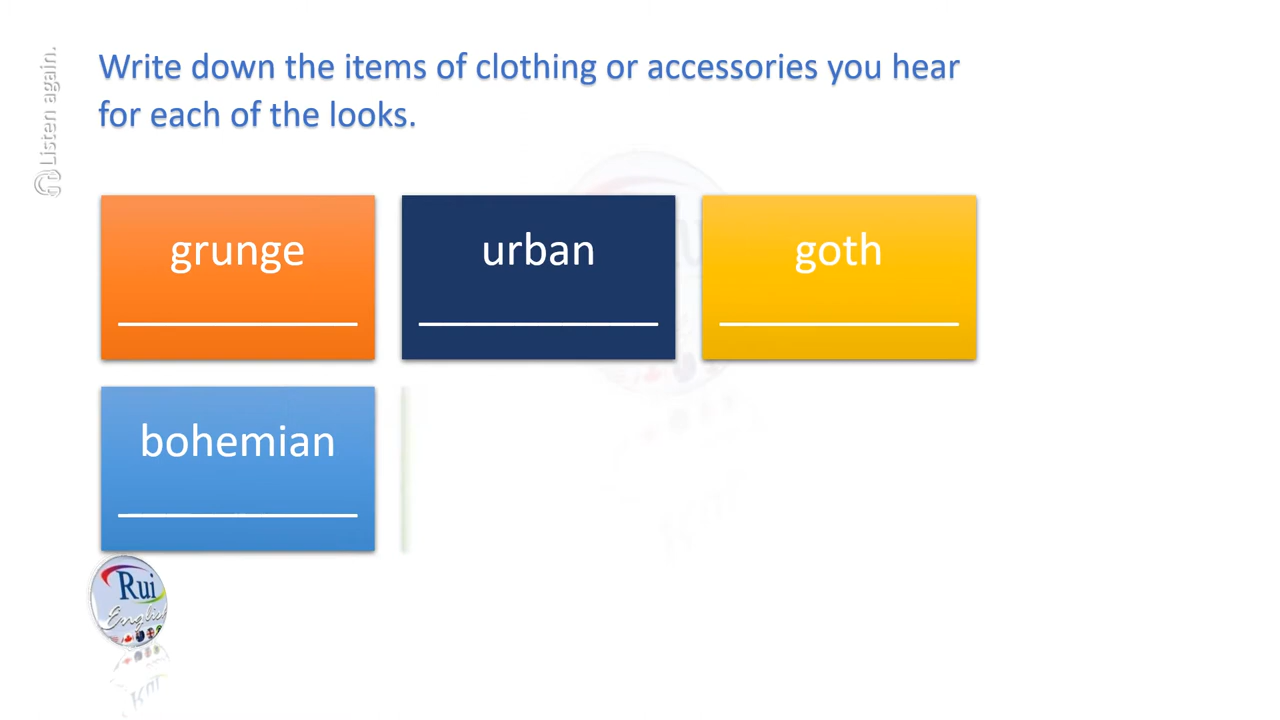 Listen again.
Write down the items of clothing or accessories you hear
for each of the looks.
grunge
urban
goth
bohemian
Rui
English